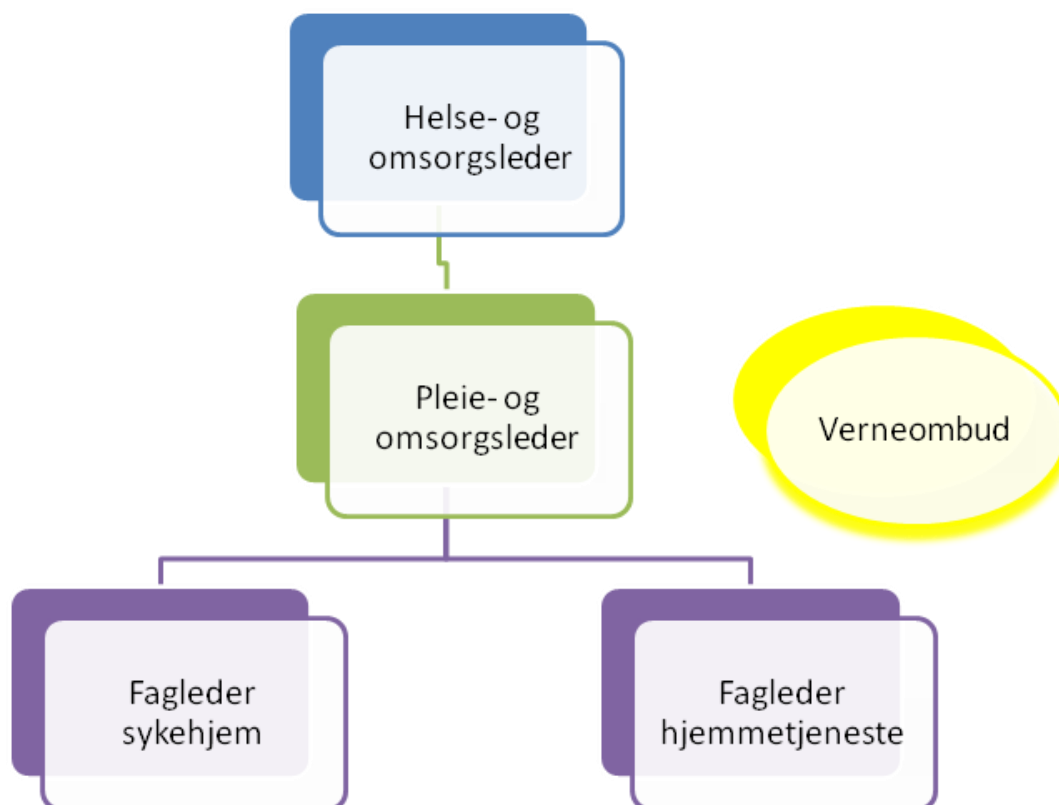 Helse- og
omsorgsleder
Pleie- og
omsorgsleder
Verneombud
Fagleder
sykehjem
Fagleder
hjemmetjeneste